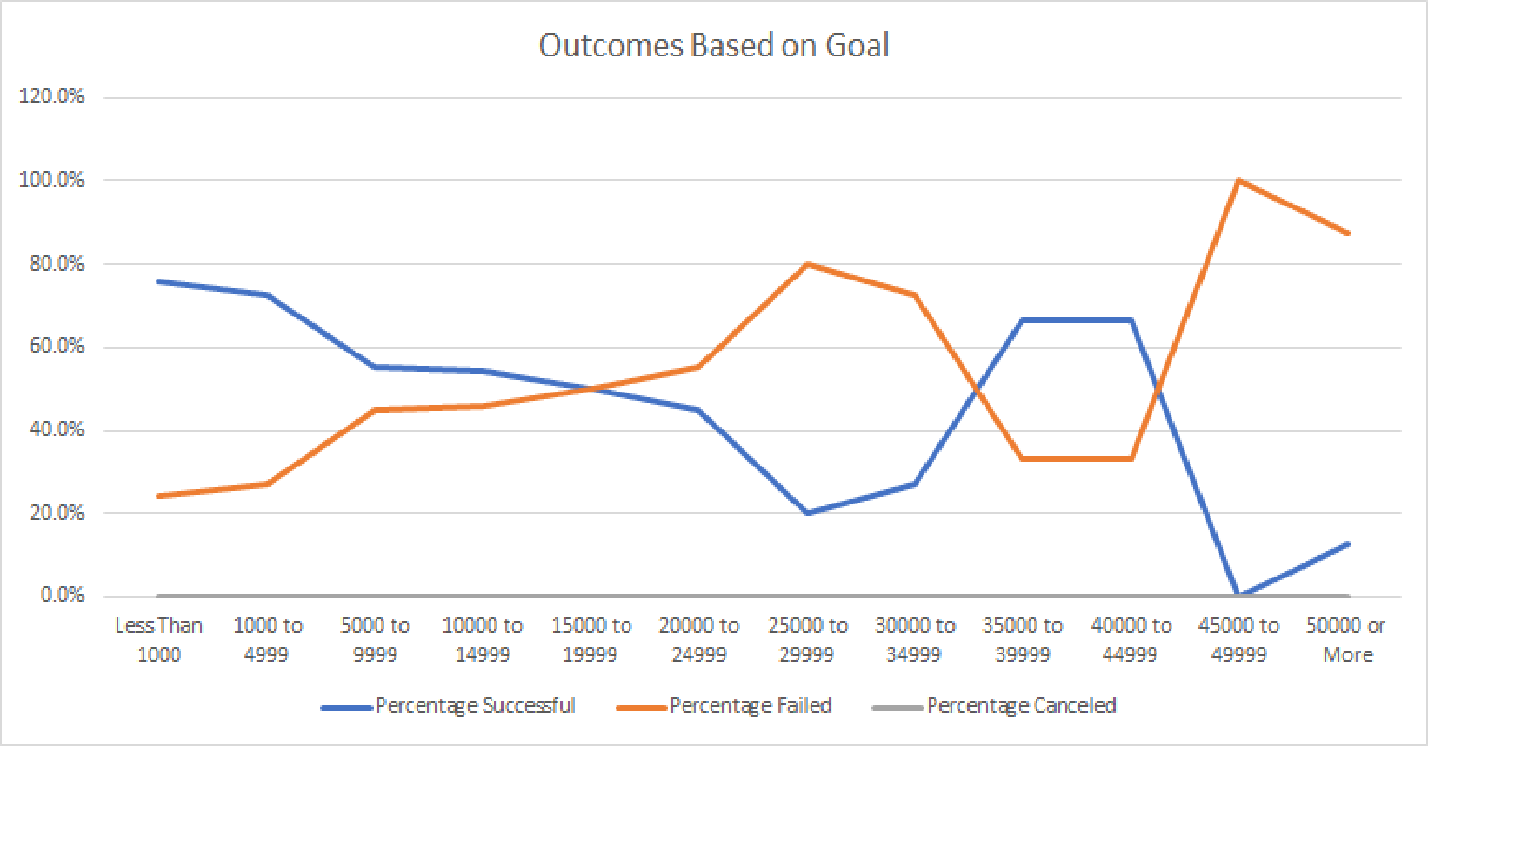 Outcomes Based on Goal
120.0%
100.0%
80.0%
60.0%
40.0%
20.0%
0.0%
Less Than 1000 to 5000 to 10000 to 15000 to 20000 to 25000 to 30000 to 35000 to 40000 to 45000 to 50000 or
1000 4999 9999 14999 19999 24999 29999 34999 39999 44999 49999 More
Percentage Successful Percentage Failed Percentage Canceled